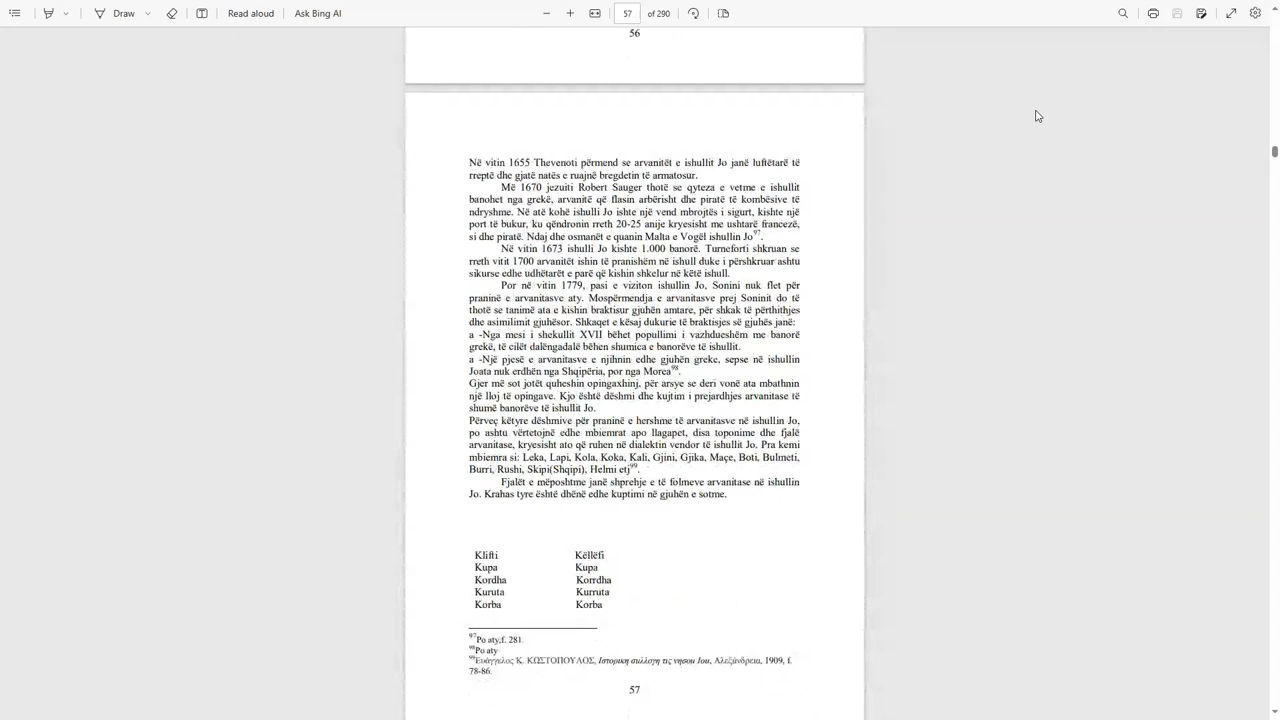 Draw
Read aloud
Ask Bing AI
57
of 290
56
Në vitin 1655 Thevenoti përmend se arvanitët e ishullit Jo janë luftëtarë të
rreptë dhe gjatë natës e ruajnë bregdetin të armatosur.
Më 1670 jezuiti Robert Sauger thotë se qyteza e vetme e ishullit
banohet nga grekë, arvanitë që flasin arbërisht dhe piratë të kombësive të
ndryshme. Në atë kohë ishulli Jo ishte një vend mbrojtës i sigurt, kishte një
port të bukur, ku qëndronin rreth 20-25 anije kryesisht me ushtarë francezë,
si dhe piratë. Ndaj dhe osmanët e quanin Malta e Vogël ishullin Jo97.
Në vitin 1673 ishulli Jo kishte 1.000 banorë. Turneforti shkruan se
rreth vitit 1700 arvanitët ishin të pranishëm në ishull duke i përshkruar ashtu
sikurse edhe udhëtarët e parë që kishin shkelur në këtë ishull.
Por në vitin 1779, pasi e viziton ishullin Jo, Sonini nuk flet për
praninë e arvanitasve aty. Mospërmendja e arvanitasve prej Soninit do të
thotë se tanimë ata e kishin braktisur gjuhën amtare, për shkak të përthithjes
dhe asimilimit gjuhësor. Shkaqet e kësaj dukurie të braktisjes së gjuhës janë:
a -Nga mesi i shekullit XVII bëhet popullimi i vazhdueshëm me banorë
grekë, të cilët dalëngadalë bëhen shumica e banorëve të ishullit.
a -Një pjesë e arvanitasve e njihnin edhe gjuhën greke, sepse në ishullin
Joata nuk erdhën nga Shqipëria, por nga Morea98.
Gjer më sot jotët quheshin opingaxhinj, për arsye se deri vonë ata mbathnin
një lloj të opingave. Kjo është dëshmi dhe kujtim i prejardhjes arvanitase të
shumë banorëve të ishullit Jo.
Përveç këtyre dëshmive për praninë e hershme të arvanitasve në ishullin Jo,
po ashtu vërtetojnë edhe mbiemrat apo llagapet, disa toponime dhe fjalë
arvanitase, kryesisht ato që ruhen në dialektin vendor të ishullit Jo. Pra kemi
mbiemra si: Leka, Lapi, Kola, Koka, Kali, Gjini, Gjika, Maçe, Boti, Bulmeti,
Burri, Rushi, Skipi(Shqipi), Helmi etj99.
Fjalët e mëposhtme janë shprehje e të folmeve arvanitase në ishullin
Jo. Krahas tyre është dhënë edhe kuptimi në gjuhën e sotme.
Klifti Këllëfi
Kupa Kupa
Kordha Korrdha
Kuruta Kurruta
Korba Korba
97Po aty,f. 281.
98Po aty
99Ευάγγελος Κ. ΚΩΣΤΟΠΟΥΛΟΣ, Ιστορικη συλλογη τις νησου Ιου, Αλεξάνδρεια, 1909, f.
78-86.
57